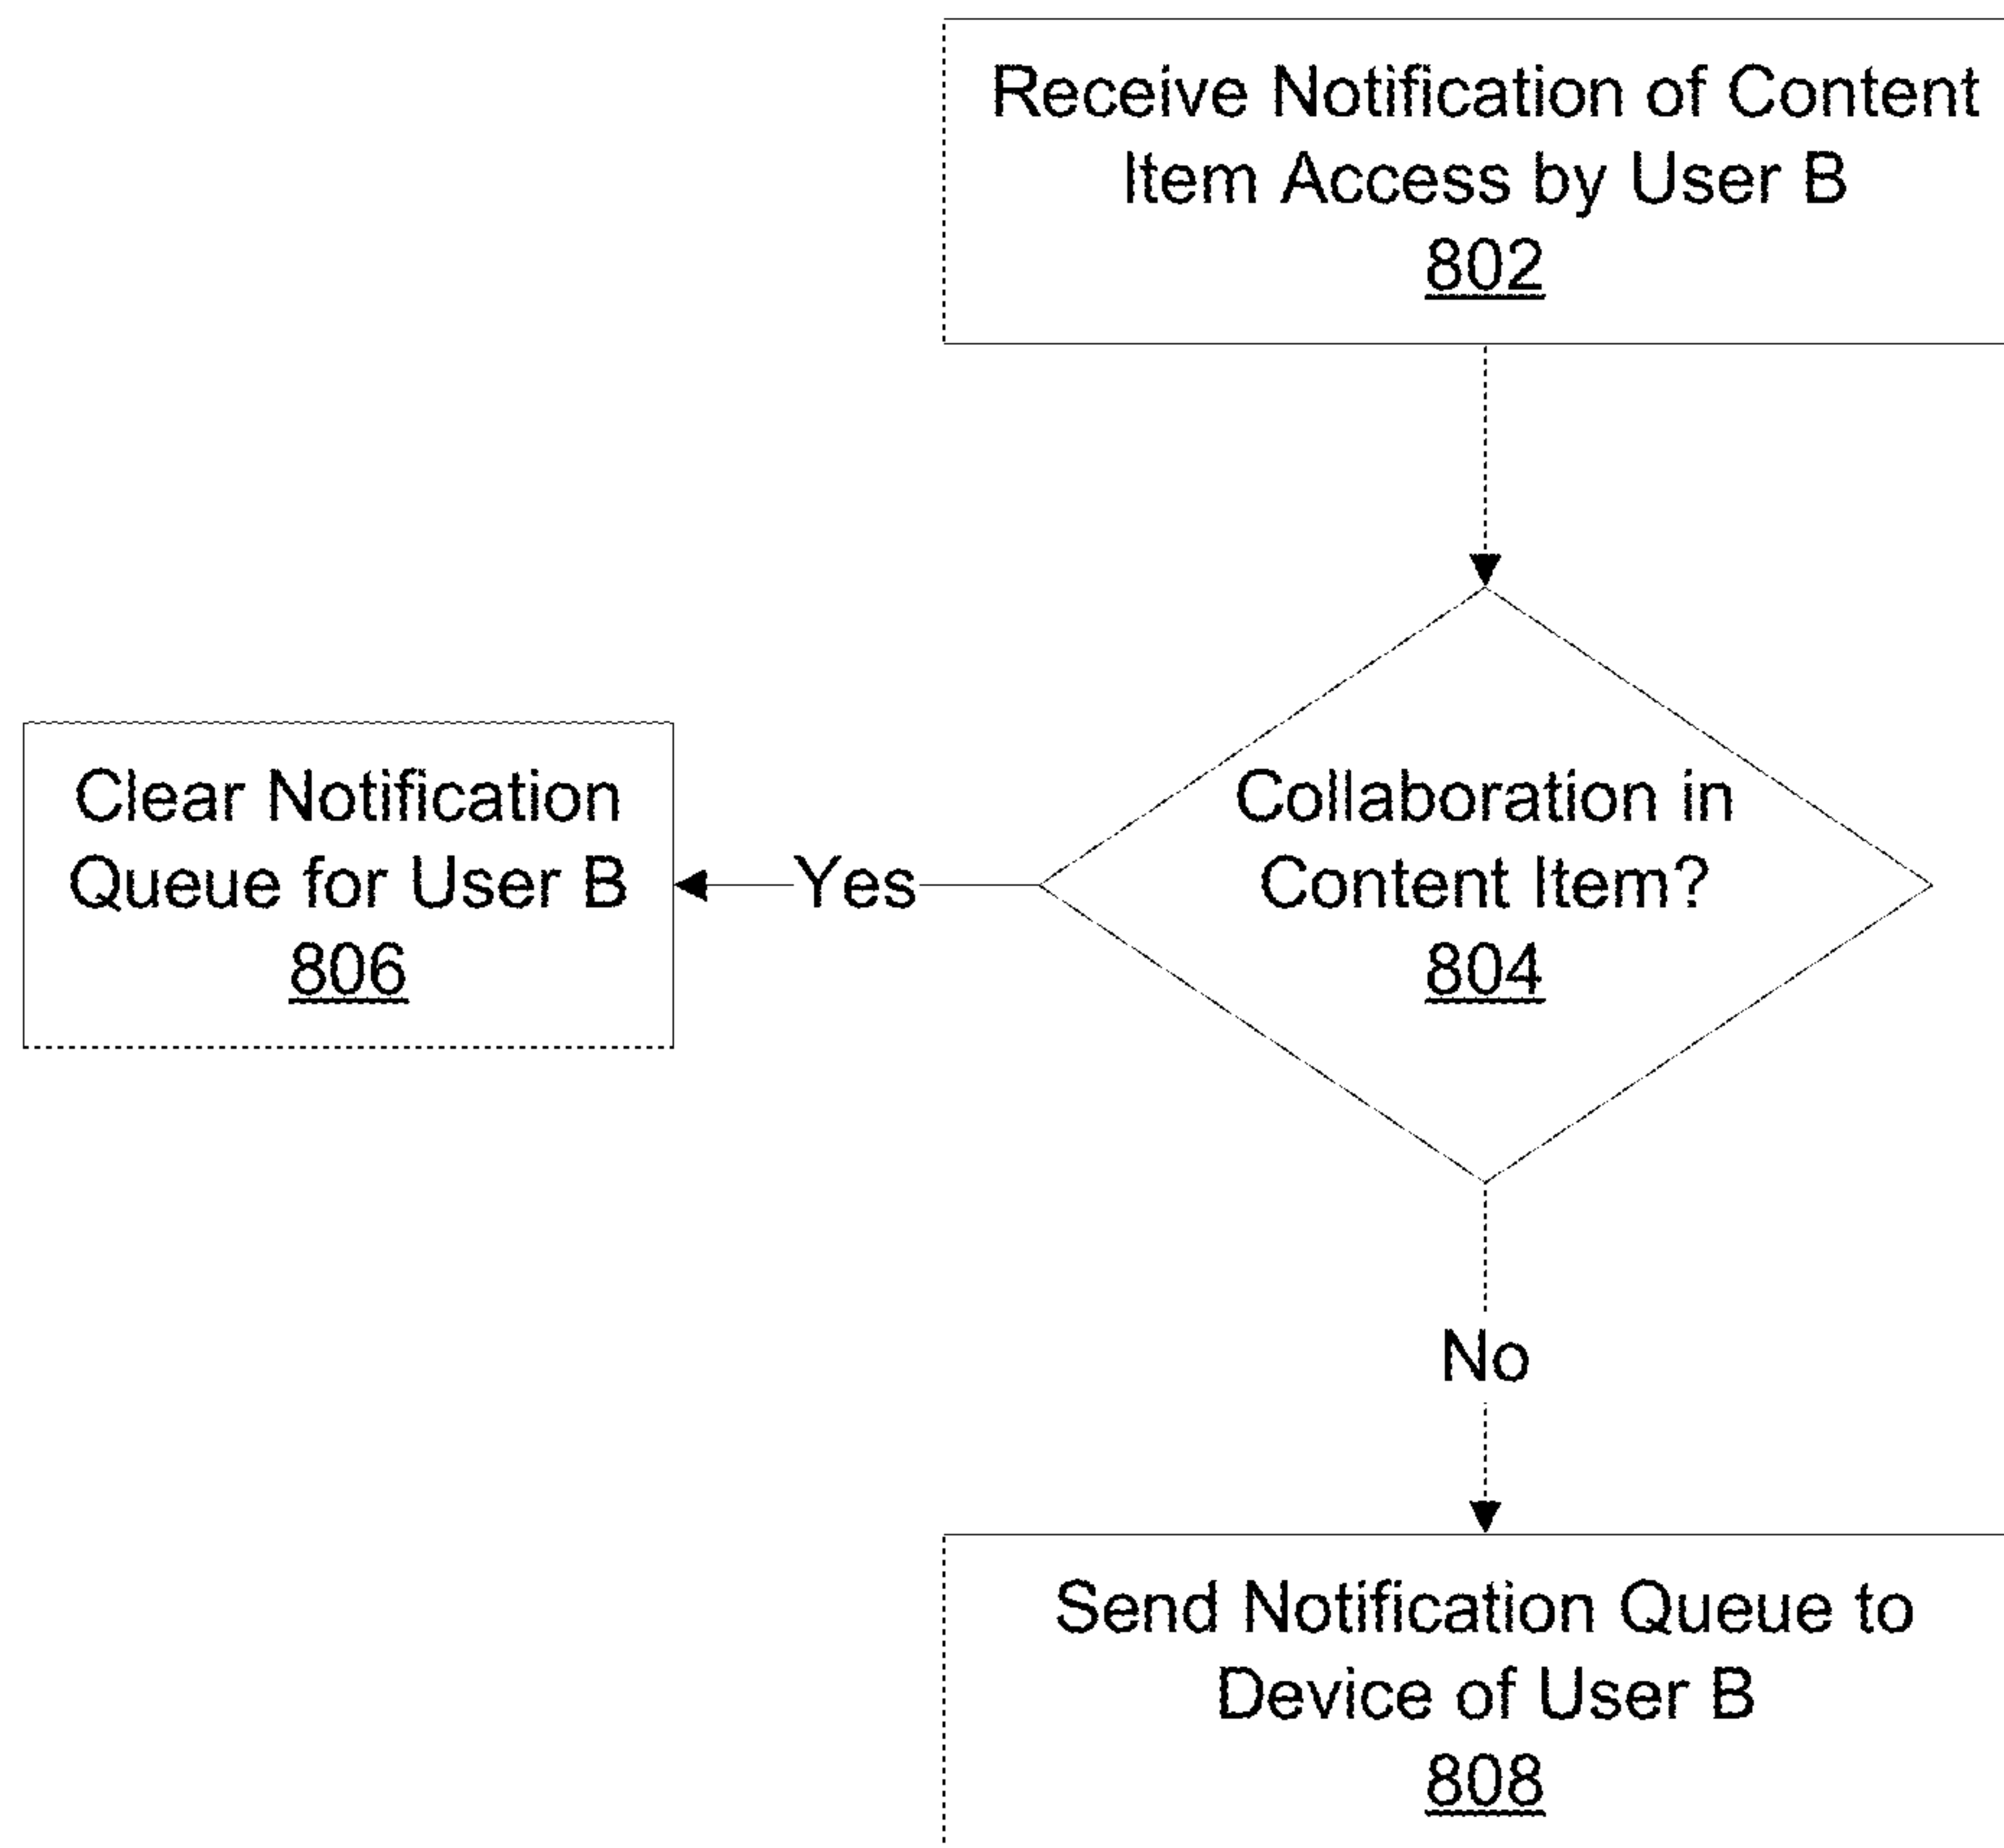 Receive Notification of Content
Item Access by User B
802
Collaboration in
Content Item?
804
Yes
Clear Notification
Queue for User B
806
No
Send Notification Queue to
Device of User B
808